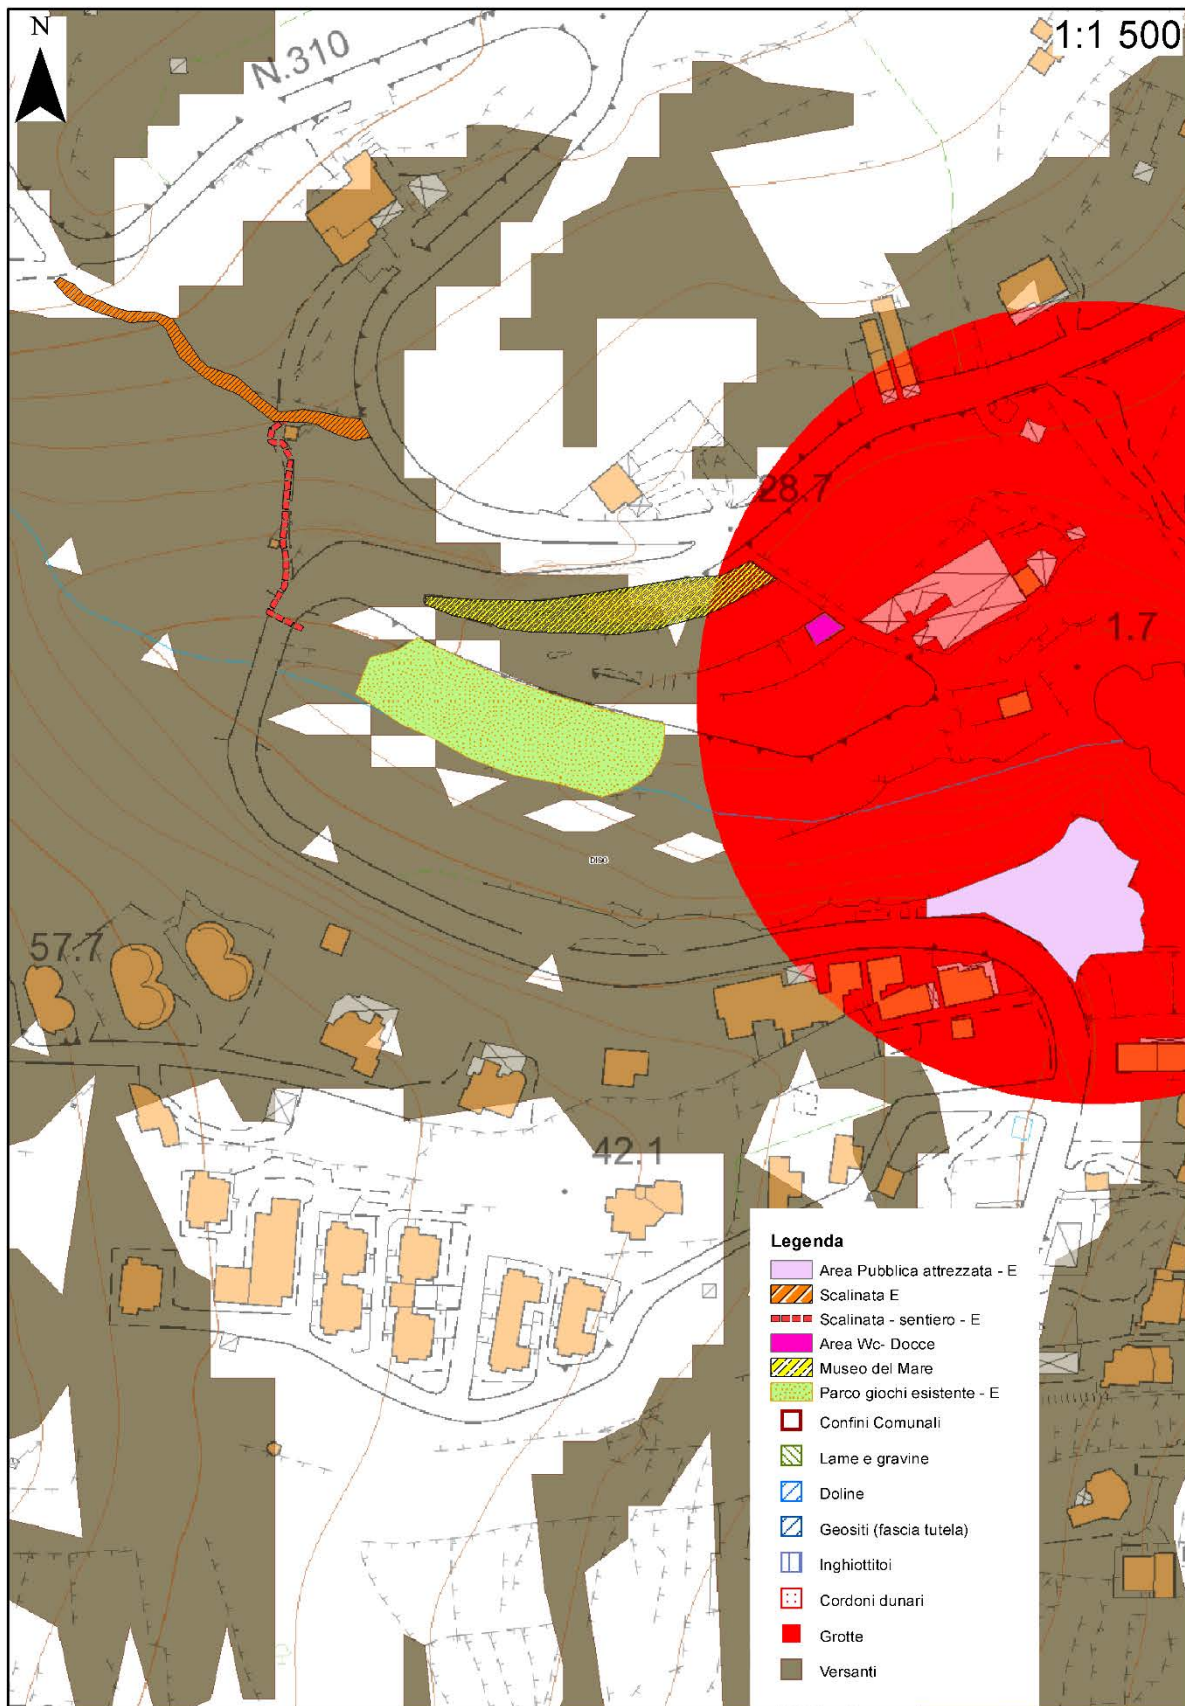 N
1:1 500
N.310
28.7
1.7
57.7
42.1
Legenda
Area Pubblica attrezzata - E
Scalinata E
Scalinata - sentiero - E
Area Wc- Docce
Museo del Mare
Parco giochi esistente - E
Confini Comunali
Lame e gravine
Doline
Geositi (fascia tutela)
Inghiottitoi
Cordoni dunari
Grotte
Versanti